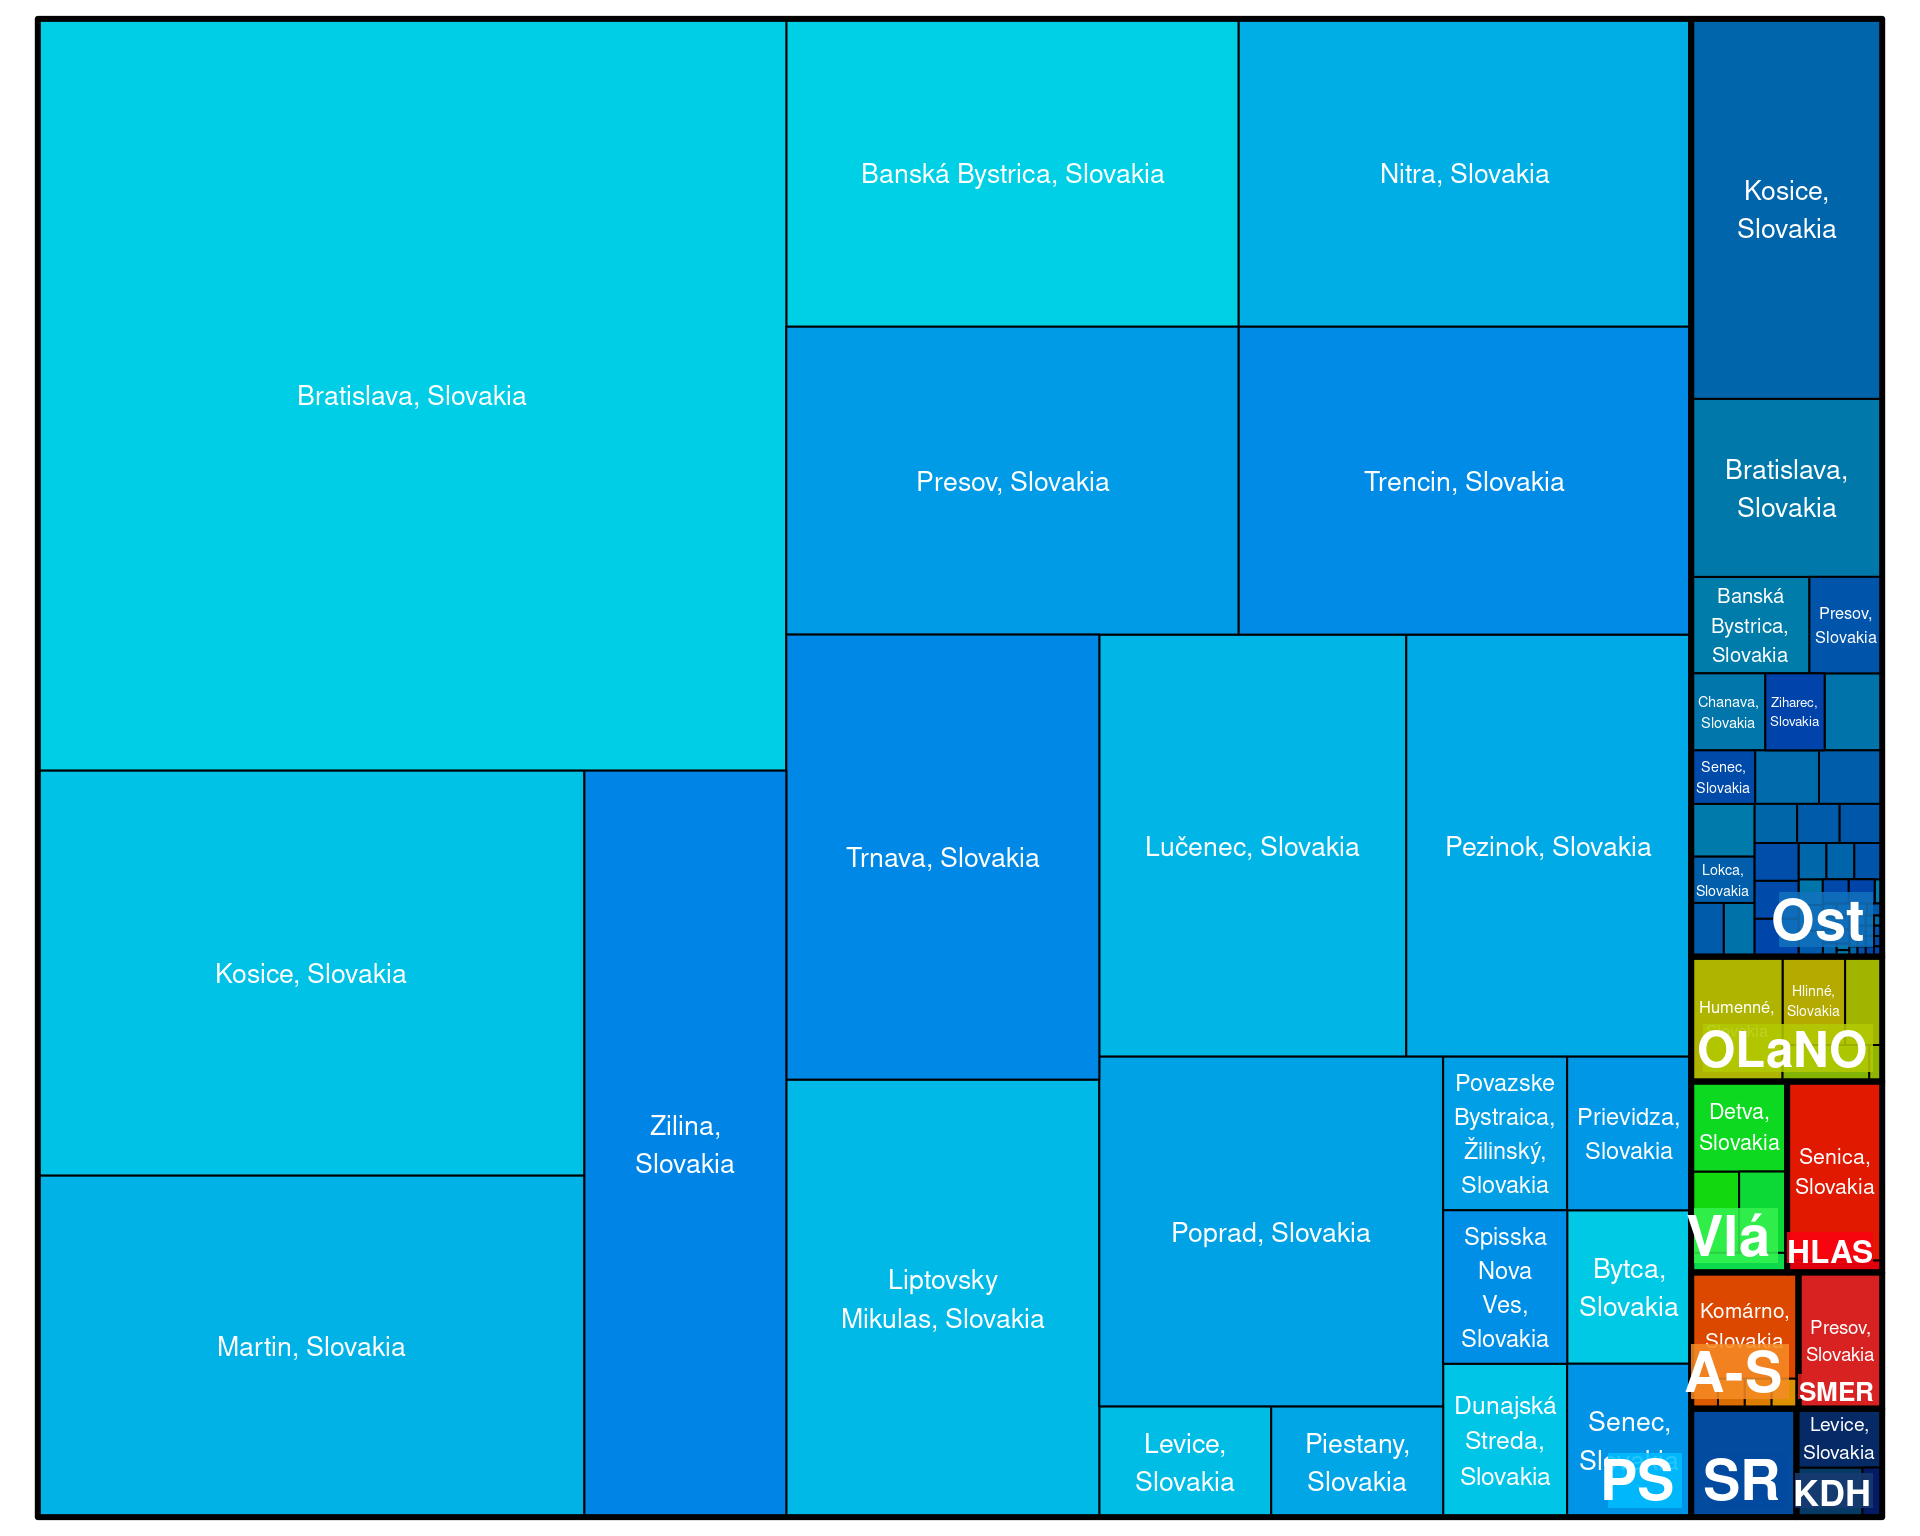 Bratislava, Slovakia
Banská Bystrica, Slovakia
Nitra, Slovakia
Presov, Slovakia
Trencin, Slovakia
Kosice, Slovakia
Martin, Slovakia
Zilina,
Slovakia
Trnava, Slovakia
Lučenec, Slovakia
Pezinok, Slovakia
Liptovsky
Mikulas, Slovakia
Poprad, Slovakia
Levice,
Slovakia
Piestany,
Slovakia
Povazske
Bystraica,
Žilinský,
Slovakia
Prievidza,
Slovakia
Spisska
Nova
Ves,
Slovakia
Bytca,
Slovakia
Dunajská
Streda,
Slovakia
Senec,
Slovakia
PS
Kosice,
Slovakia
Bratislava,
Slovakia
Banská
Bystrica,
Slovakia
Presov,
Slovakia
Chanava,
Slovakia
Ziharec,
Slovakia
Senec,
Slovakia
Lokca,
Slovakia
Ost
Humenné,
Hlinné,
Slovakia
OLaNO
Detva,
Slovakia
Vlá
Senica,
Slovakia
HLAS
Komárno,
Slovakia
A-S
Presov,
Slovakia
SMER
SR
Levice,
Slovakia
KDH